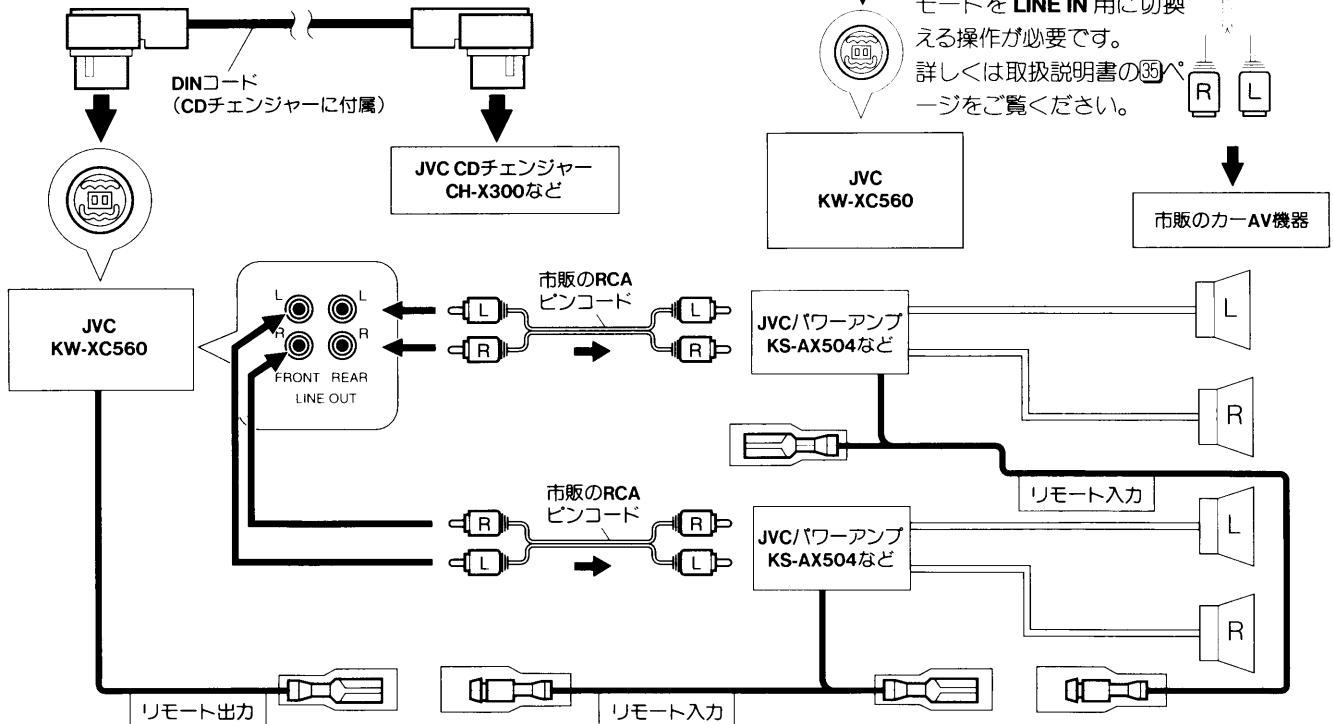 モードを LINE IN 用に切換
える操作が必要です。
詳しくは取扱説明書の35ペ
ージをご覧ください。
R
L
DINコード
(CDチェンジャーに付属)
JVC CDチェンジャー
CH-X300など
JVC
KW-XC560
市販のカーAV機器
JVC
KW-XC560
L
L
R
R
FRONT REAR
LINE OUT
市販のRCA
ピンコード
L
L
R
R
JVCパワーアンプ
KS-AX504など
L
R
リモート入力
市販のRCA
ピンコード
R
R
L
L
JVCパワーアンプ
KS-AX504など
L
R
リモート出力
リモート入力